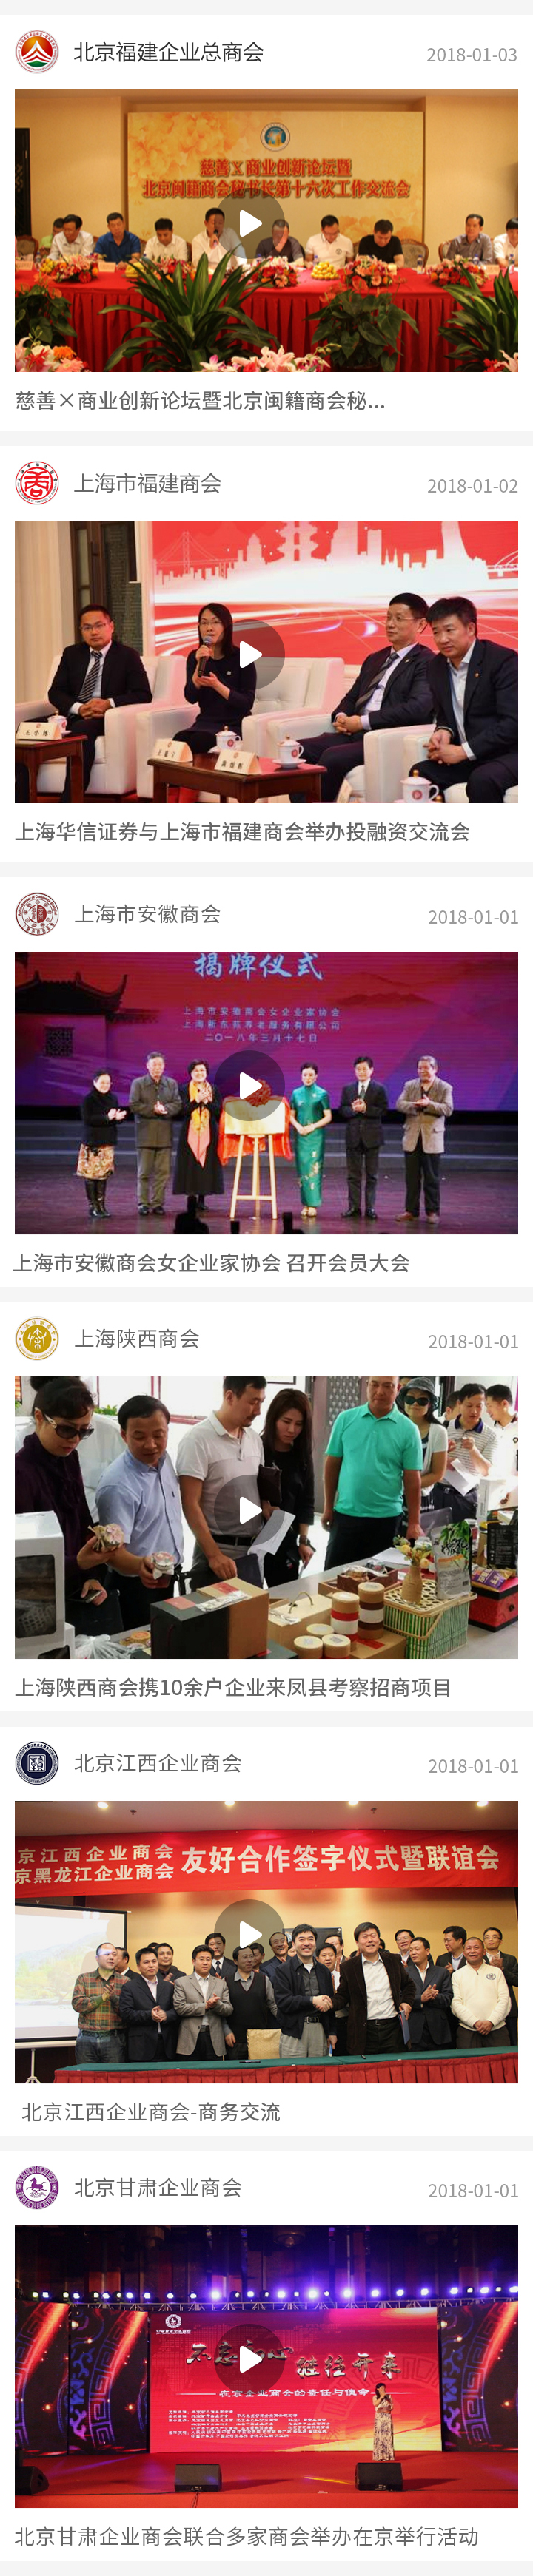 北京福建企业总商会
2018-01-03
慈善X商业创新论坛暨
北京闽籍商会秘书长第十六次工作交流会
慈善×商业创新论坛暨北京闽籍商会秘...
上海市福建商会
2018-01-02
上海华信证券与上海市福建商会举办投融资交流会
上海市安徽商会
2018-01-01
揭牌仪式
上海市安徽商会女企业家协会
上海新东苑养老服务有限公司
二〇一八年三月十七日
上海市安徽商会女企业家协会 召开会员大会
上海陕西商会
2018-01-01
上海陕西商会携10余户企业来凤县考察招商项目
北京江西企业商会
2018-01-01
京江西企业商会
京黑龙江企业商会
友好合作签字仪式暨联谊会
北京江西企业商会-商务交流
北京甘肃企业商会
2018-01-01
不忘初心 继往开来
在京企业商会的责任与使命
北京甘肃企业商会联合多家商会举办在京举行活动